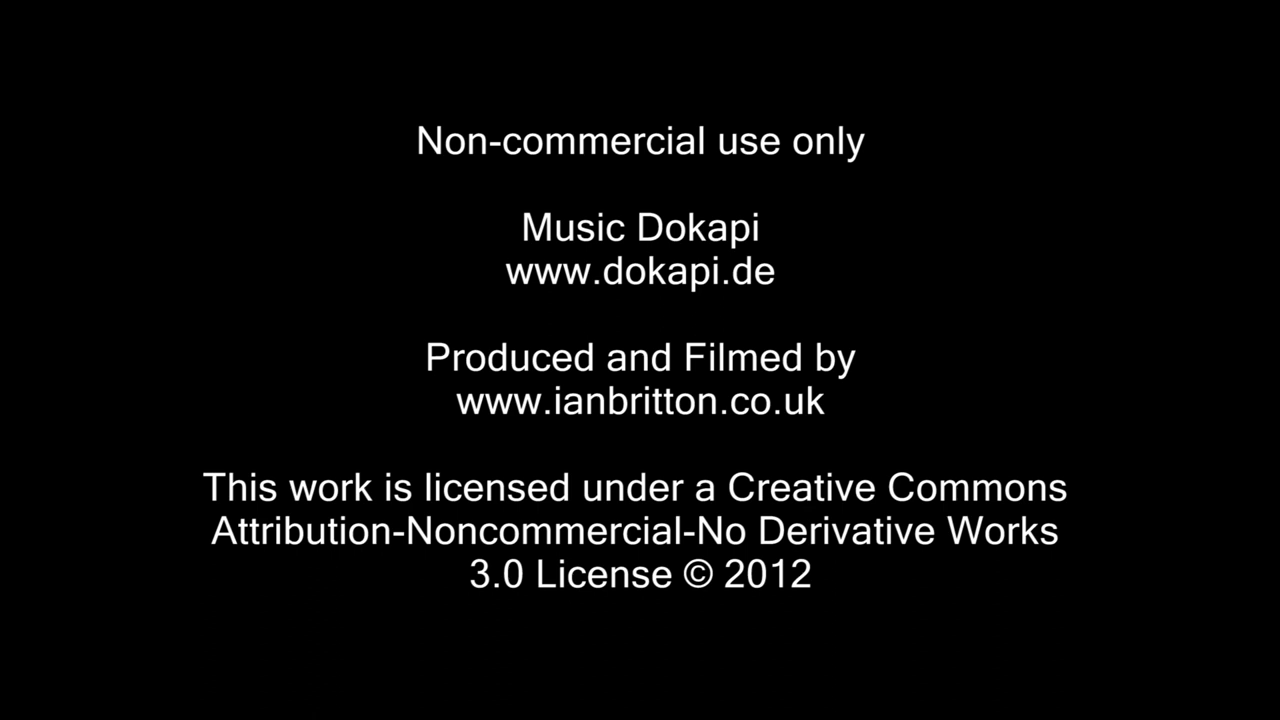 Non-commercial use only
Music Dokapi
www.dokapi.de
Produced and Filmed by
www.ianbritton.co.uk
This work is licensed under a Creative Commons
Attribution-Noncommercial-No Derivative Works
3.0 License © 2012